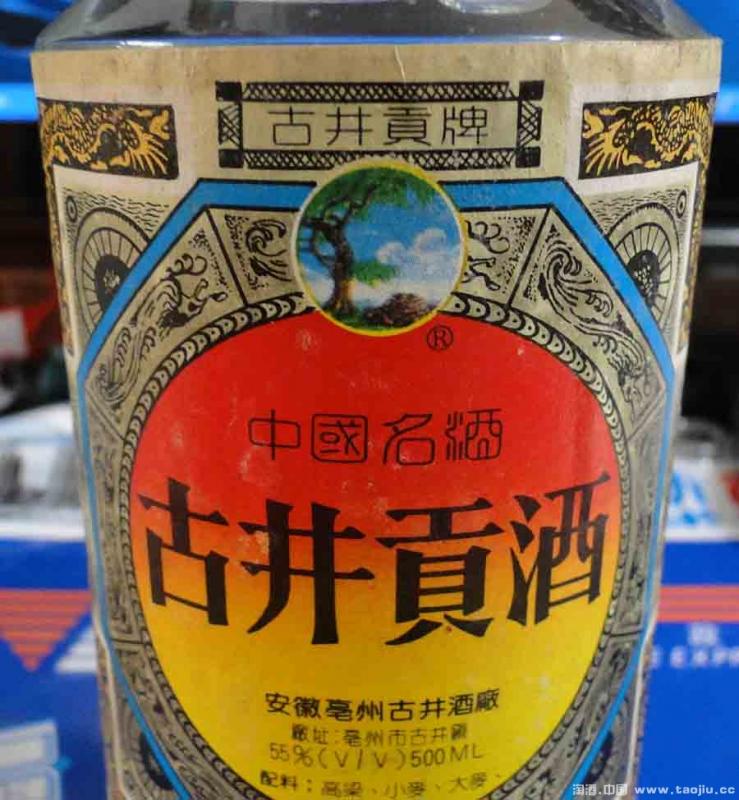 古井貢牌
®
中國名酒
古井貢酒
安徽亳州古井酒廠
廠址:亳州市古井鎮
55%(V/V)500ML
配料:高梁、小麥、大麥、
E EXPR
淘酒.中国 www.taojiu.cc